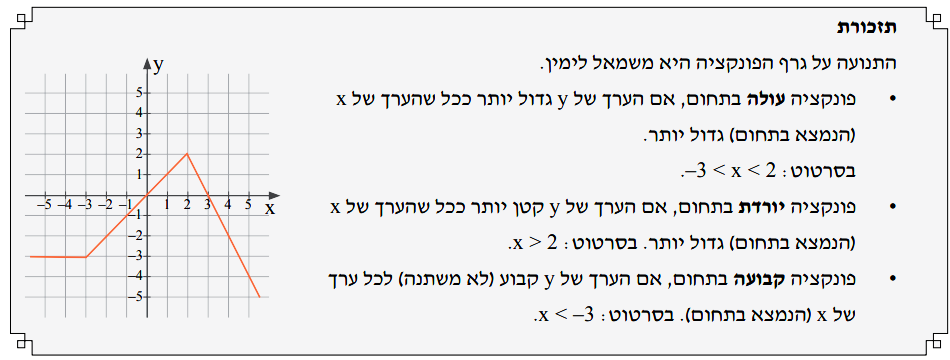 תזכורת
התנועה על גרף הפונקציה היא משמאל לימין.
• פונקציה עולה בתחום, אם הערך של y גדול יותר ככל שהערך של x
(הנמצא בתחום) גדול יותר.
בסרטוט: –3 < x < 2.
• פונקציה יורדת בתחום, אם הערך של y קטן יותר ככל שהערך של x
(הנמצא בתחום) גדול יותר. בסרטוט: x > 2.
• פונקציה קבועה בתחום, אם הערך של y קבוע (לא משתנה) לכל ערך
של x (הנמצא בתחום). בסרטוט: x < –3.
y
5
4
3
2
1
–5 –4 –3 –2 –1 1 2 3 4 5 x
–1
–2
–3
–4
–5